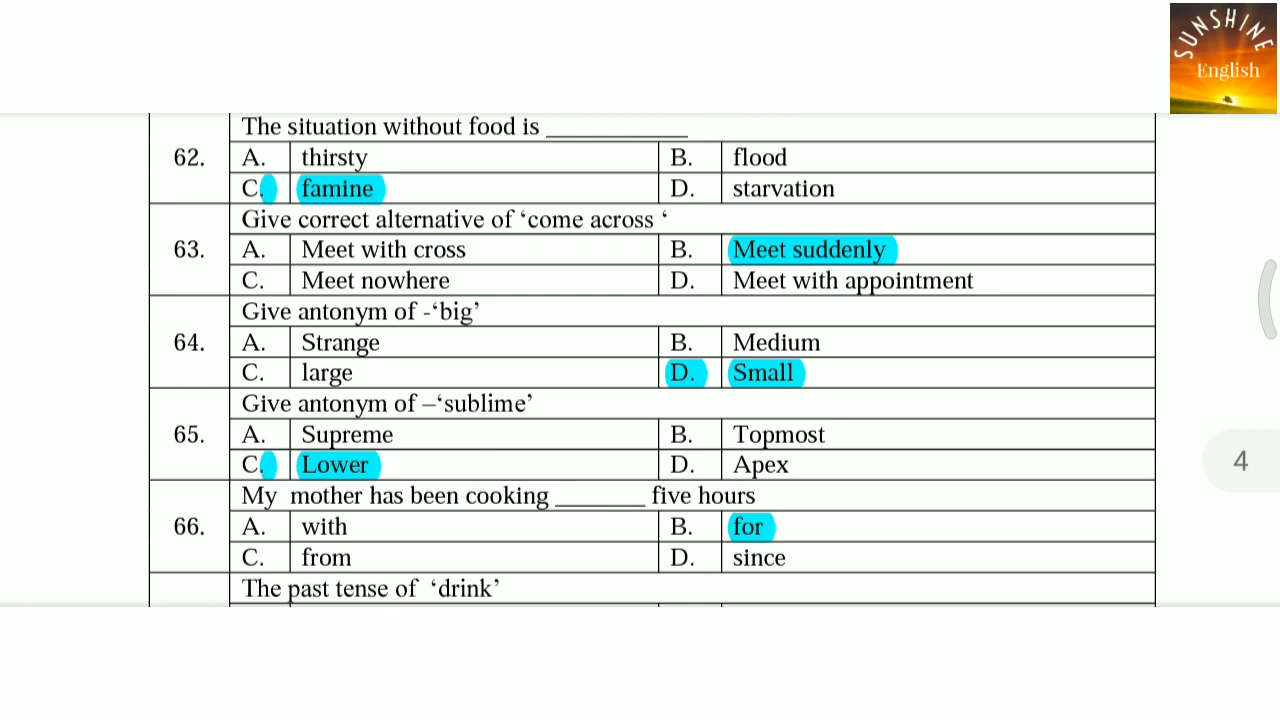 SUNSHINE
English
The situation without food is ____________
62. A. thirsty B. flood
C. famine D. starvation
Give correct alternative of ‘come across ‘
63. A. Meet with cross B. Meet suddenly
C. Meet nowhere D. Meet with appointment
Give antonym of -‘big’
64. A. Strange B. Medium
C. large D. Small
Give antonym of –‘sublime’
65. A. Supreme B. Topmost
C. Lower D. Apex
My mother has been cooking ________ five hours
66. A. with B. for
C. from D. since
The past tense of ‘drink’
4